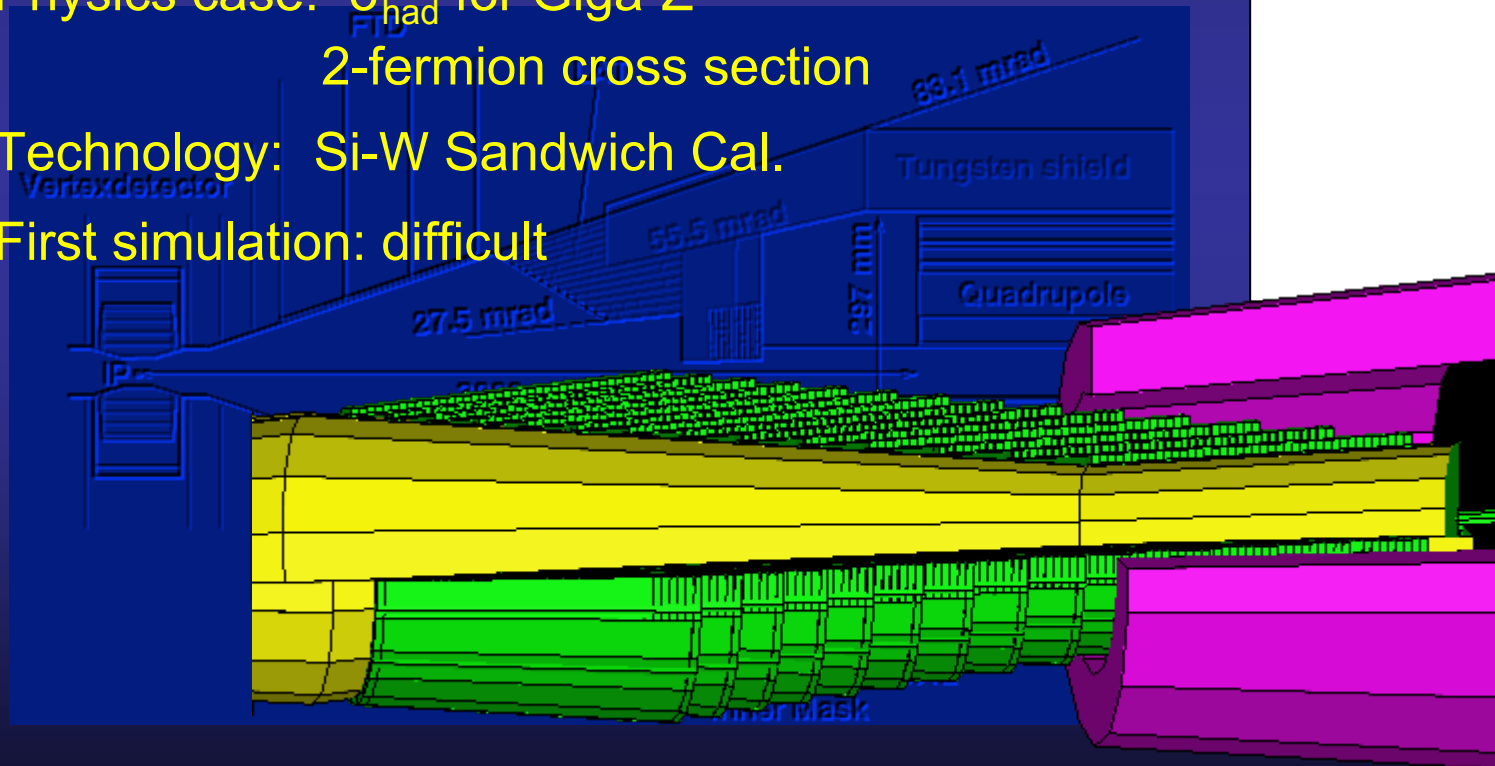 Physics case: σhad for Giga-Z
FTD
2-fermion cross section
83.1 mrad
Technology: Si-W Sandwich Cal.
Tungsten shield
Vertexdetector
55.5 mrad
First simulation: difficult
297 mm
Quadrupole
27.5 mrad
IP
Inner Mask